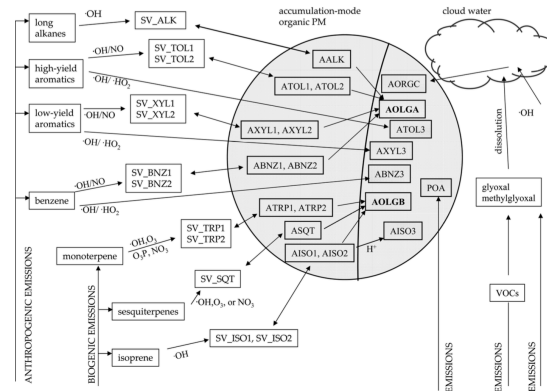 accumulation-mode
organic PM
cloud water
long
alkanes
·OH
SV_ALK
AALK
·OH/NO
SV_TOL1
SV_TOL2
high-yield
aromatics
·OH/ ·HO2
ATOL1, ATOL2
AORGC
AOLGA
·OH
dissolution
low-yield
aromatics
·OH/NO
SV_XYL1
SV_XYL2
·OH/ ·HO2
AXYL1, AXYL2
ATOL3
AXYL3
benzene
·OH/NO
SV_BNZ1
SV_BNZ2
·OH/ ·HO2
ABNZ1, ABNZ2
ABNZ3
POA
glyoxal
methylglyoxal
ATRP1, ATRP2
AOLGB
monoterpene
·OH,O3
O3P, NO3
SV_TRP1
SV_TRP2
ASQT
AISO1, AISO2
H+
AISO3
SV_SQT
sesquiterpenes
·OH,O3, or NO3
VOCs
isoprene
·OH
SV_ISO1, SV_ISO2
ANTHROPOGENIC EMISSIONS
BIOGENIC EMISSIONS
EMISSIONS
EMISSIONS
EMISSIONS